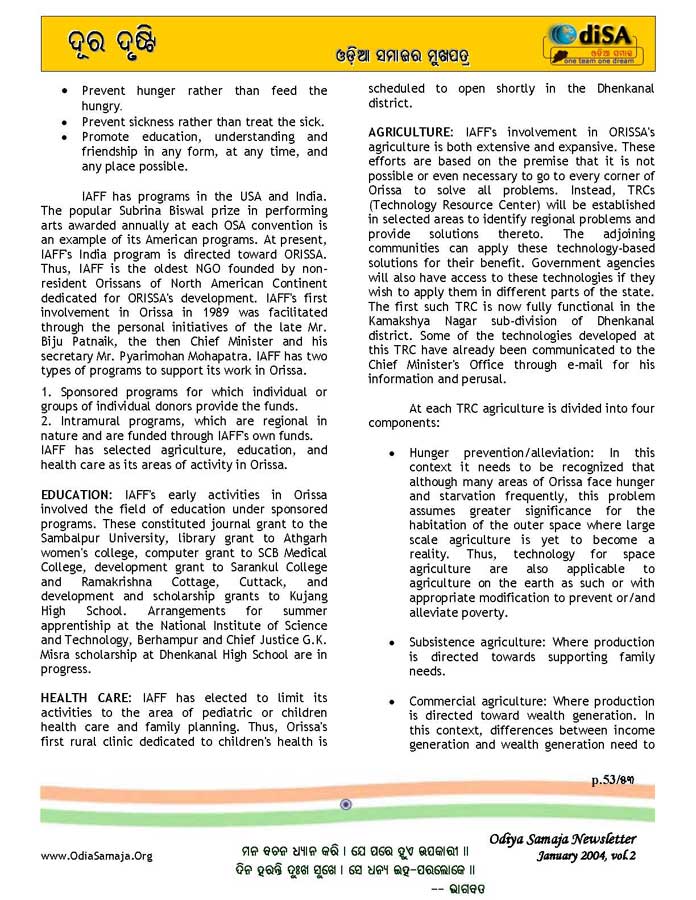 ଦୂର ଦୃଷ୍ଟି
ଓଡ଼ିଆ ସମାଜର ମୁଖପତ୍ର
OdiSA
ଓଡ଼ିଆ ସମାଜ
one team one dream
• Prevent hunger rather than feed the
hungry.
• Prevent sickness rather than treat the sick.
• Promote education, understanding and
friendship in any form, at any time, and
any place possible.
IAFF has programs in the USA and India.
The popular Subrina Biswal prize in performing
arts awarded annually at each OSA convention is
an example of its American programs. At present,
IAFF's India program is directed toward ORISSA.
Thus, IAFF is the oldest NGO founded by non-
resident Orissans of North American Continent
dedicated for ORISSA's development. IAFF's first
involvement in Orissa in 1989 was facilitated
through the personal initiatives of the late Mr.
Biju Patnaik, the then Chief Minister and his
secretary Mr. Pyarimohan Mohapatra. IAFF has two
types of programs to support its work in Orissa.
1. Sponsored programs for which individual or
groups of individual donors provide the funds.
2. Intramural programs, which are regional in
nature and are funded through IAFF's own funds.
IAFF has selected agriculture, education, and
health care as its areas of activity in Orissa.
EDUCATION: IAFF's early activities in Orissa
involved the field of education under sponsored
programs. These constituted journal grant to the
Sambalpur University, library grant to Athgarh
women's college, computer grant to SCB Medical
College, development grant to Sarankul College
and Ramakrishna Cottage, Cuttack, and
development and scholarship grants to Kujang
High School. Arrangements for summer
apprentiship at the National Institute of Science
and Technology, Berhampur and Chief Justice G.K.
Misra scholarship at Dhenkanal High School are in
progress.
HEALTH CARE: IAFF has elected to limit its
activities to the area of pediatric or children
health care and family planning. Thus, Orissa's
first rural clinic dedicated to children's health is
scheduled to open shortly in the Dhenkanal
district.
AGRICULTURE: IAFF's involvement in ORISSA's
agriculture is both extensive and expansive. These
efforts are based on the premise that it is not
possible or even necessary to go to every corner of
Orissa to solve all problems. Instead, TRCs
(Technology Resource Center) will be established
in selected areas to identify regional problems and
provide solutions thereto. The adjoining
communities can apply these technology-based
solutions for their benefit. Government agencies
will also have access to these technologies if they
wish to apply them in different parts of the state.
The first such TRC is now fully functional in the
Kamakshya Nagar sub-division of Dhenkanal
district. Some of the technologies developed at
this TRC have already been communicated to the
Chief Minister's Office through e-mail for his
information and perusal.
At each TRC agriculture is divided into four
components:
• Hunger prevention/alleviation: In this
context it needs to be recognized that
although many areas of Orissa face hunger
and starvation frequently, this problem
assumes greater significance for the
habitation of the outer space where large
scale agriculture is yet to become a
reality. Thus, technology for space
agriculture are also applicable to
agriculture on the earth as such or with
appropriate modification to prevent or/and
alleviate poverty.
• Subsistence agriculture: Where production
is directed towards supporting family
needs.
• Commercial agriculture: Where production
is directed toward wealth generation. In
this context, differences between income
generation and wealth generation need to
p.53/୫୩
Odiya Samaja Newsletter
January 2004, vol.2
www.OdiaSamaja.Org
ମନ ବଚନ ଧ୍ୟାନ କରି । ଯେ ପରେ ହୁଏ ଉପକାରୀ ॥
ଦିନ ହରନ୍ତି ଦୁଃଖ ସୁଖେ । ସେ ଧନ୍ୟ ଇହ-ପରଲୋକେ ॥
-- ଭାଗବତ